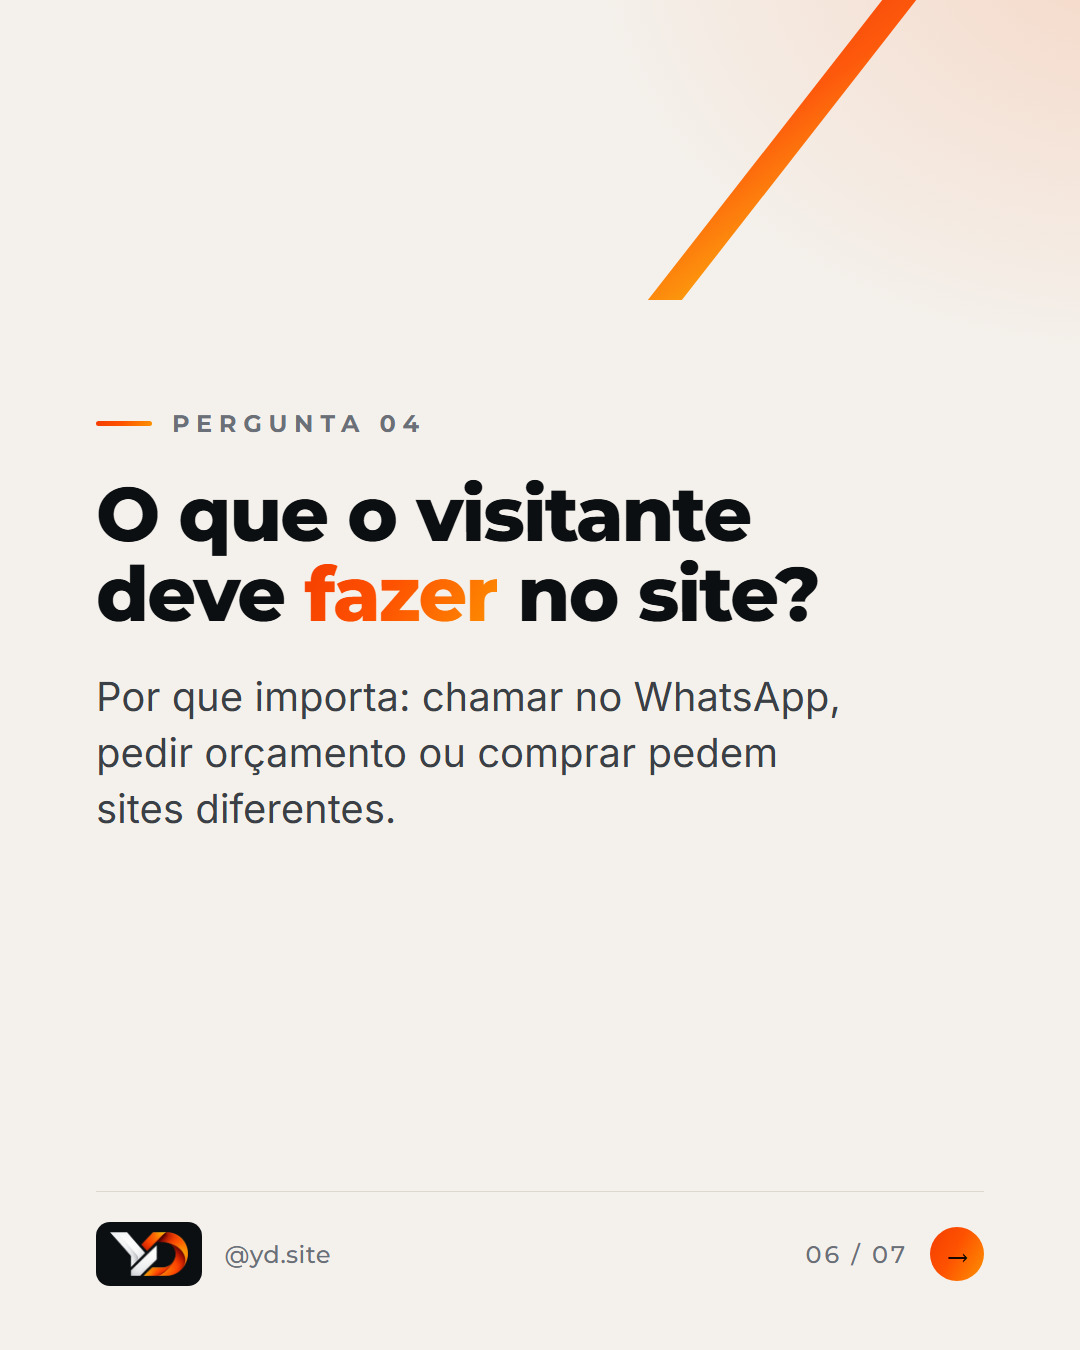 PERGUNTA 04
O que o visitante
deve fazer no site?
Por que importa: chamar no WhatsApp,
pedir orçamento ou comprar pedem
sites diferentes.
YD
@yd.site
06 / 07
→